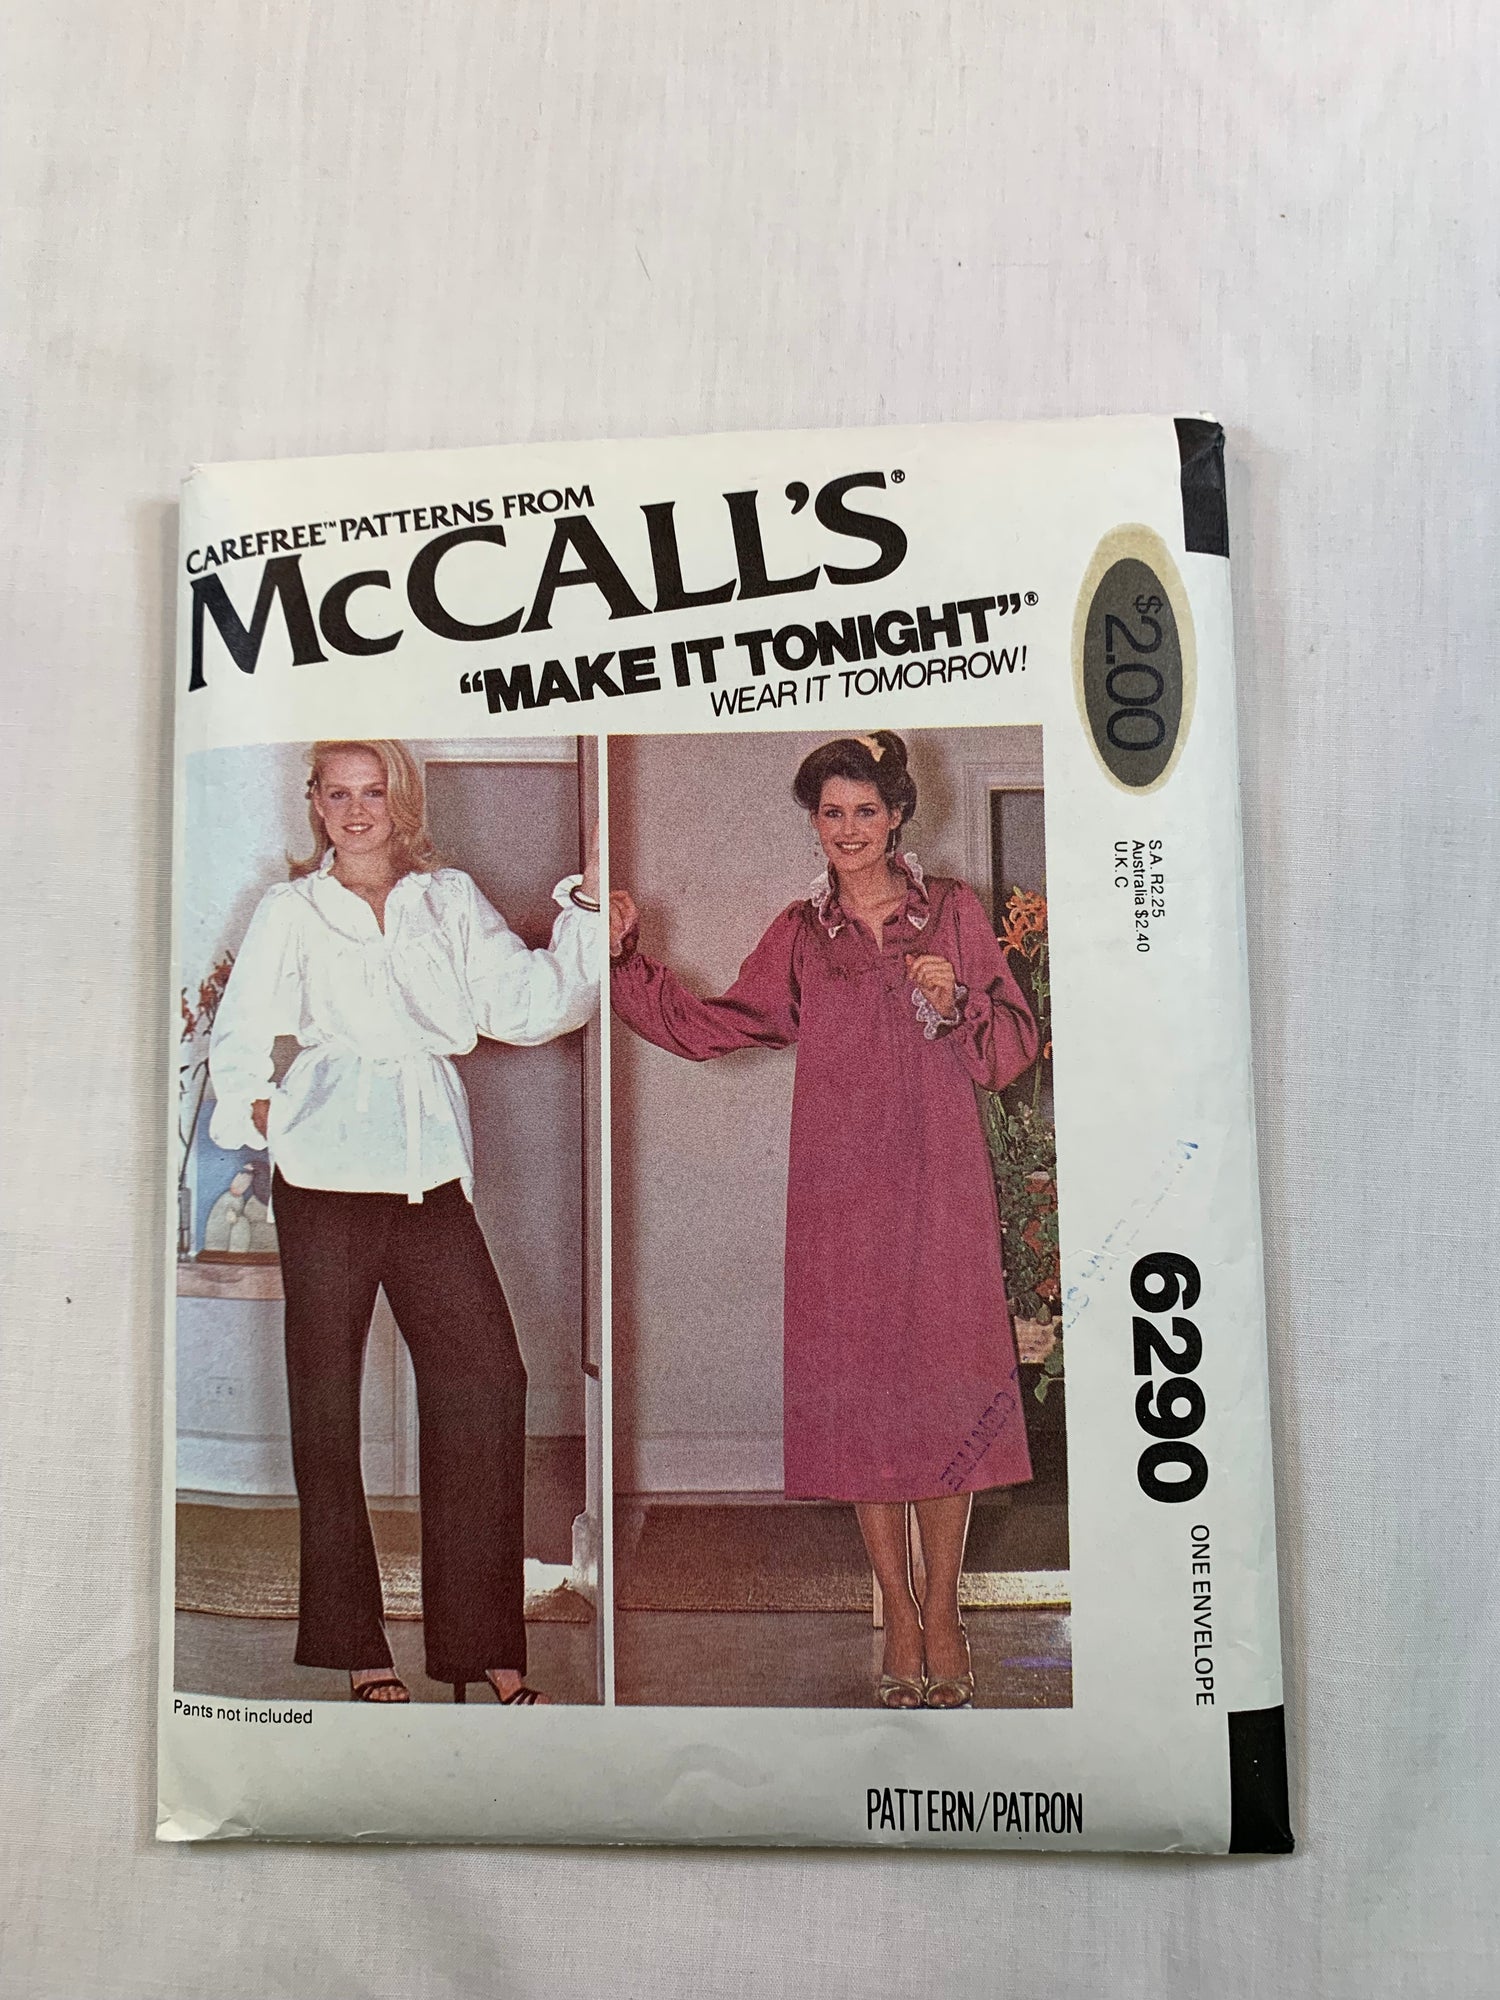 CAREFREE™ PATTERNS FROM
McCALL'S®
“MAKE IT TONIGHT”®
WEAR IT TOMORROW!
$2.00
S.A. R2.25
Australia $2.40
U.K. C
6290
ONE ENVELOPE
CENTRE
Pants not included
PATTERN/PATRON